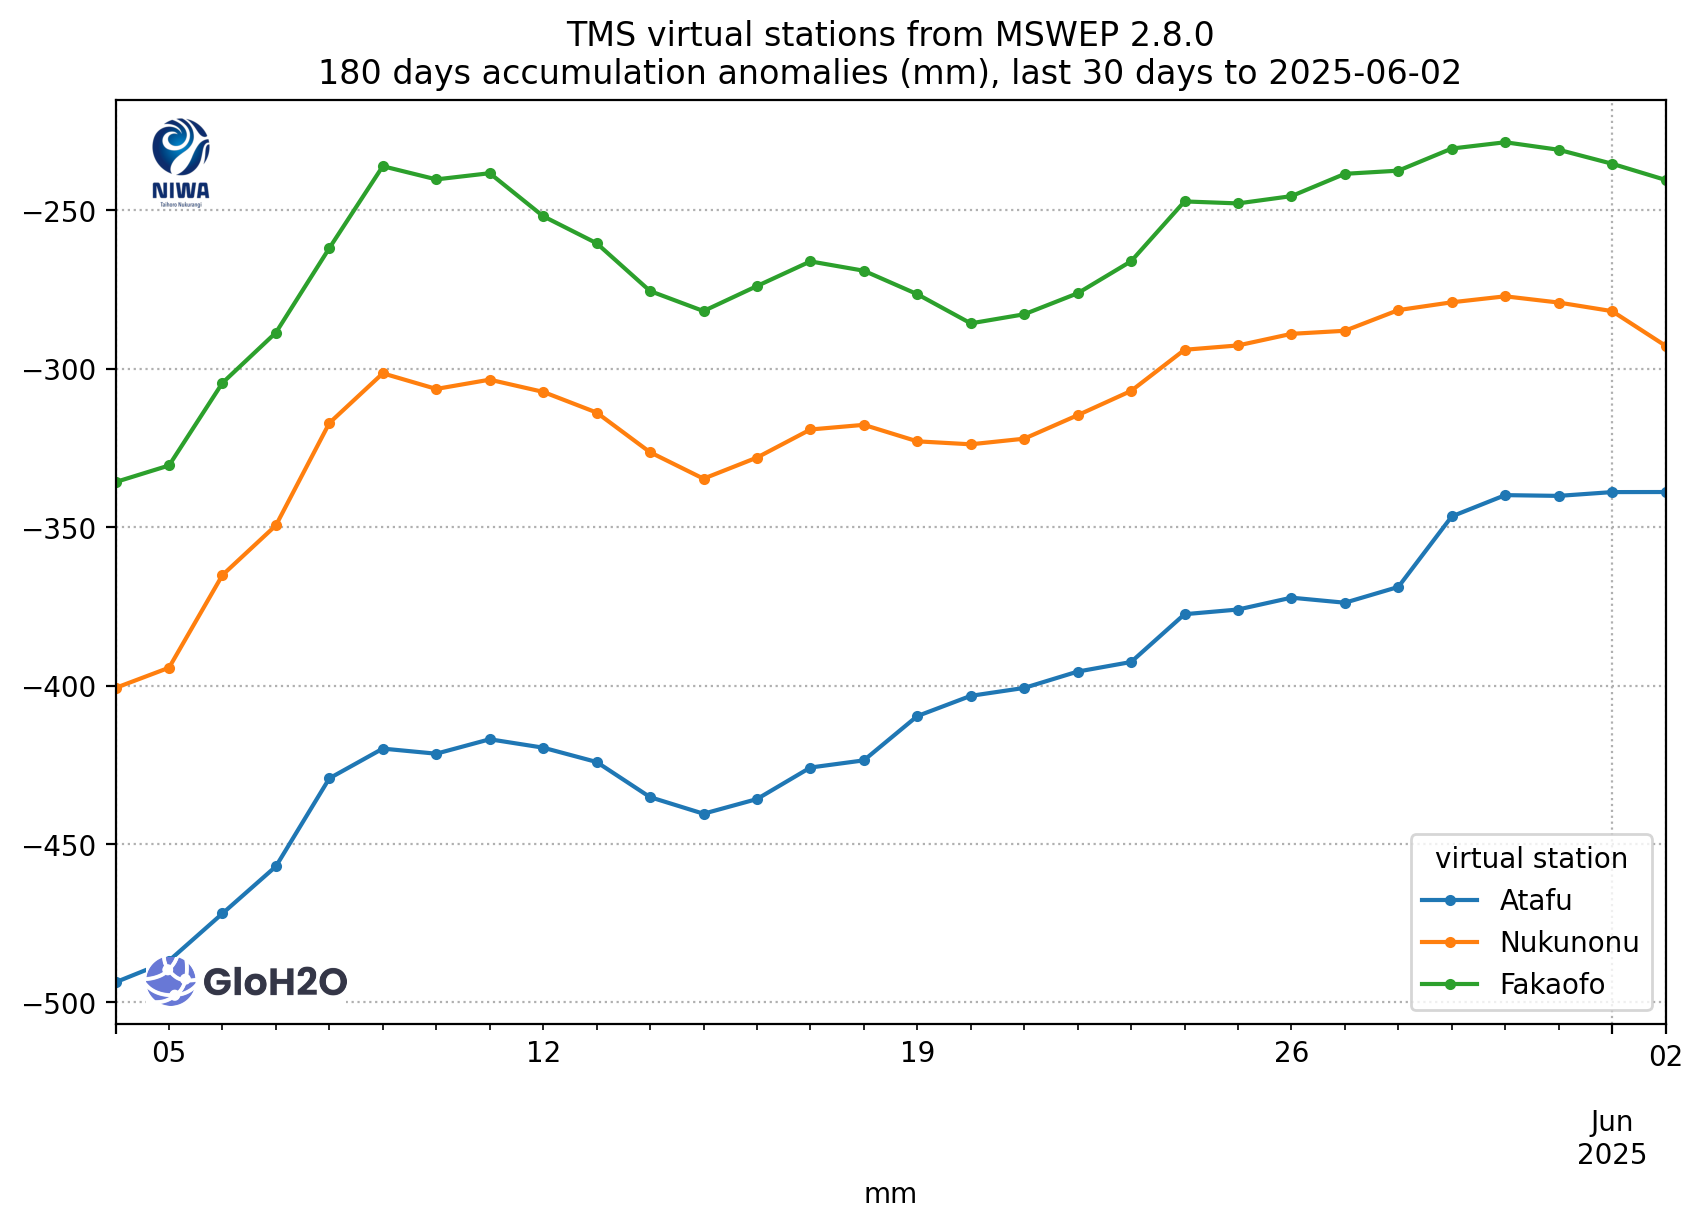 TMS virtual stations from MSWEP 2.8.0
180 days accumulation anomalies (mm), last 30 days to 2025-06-02
NIWA
Taihoro Nukurangi
−250
−300
−350
−400
−450
−500
virtual station
Atafu
Nukunonu
Fakaofo
GloH2O
05 12 19 26 02
Jun
2025
mm